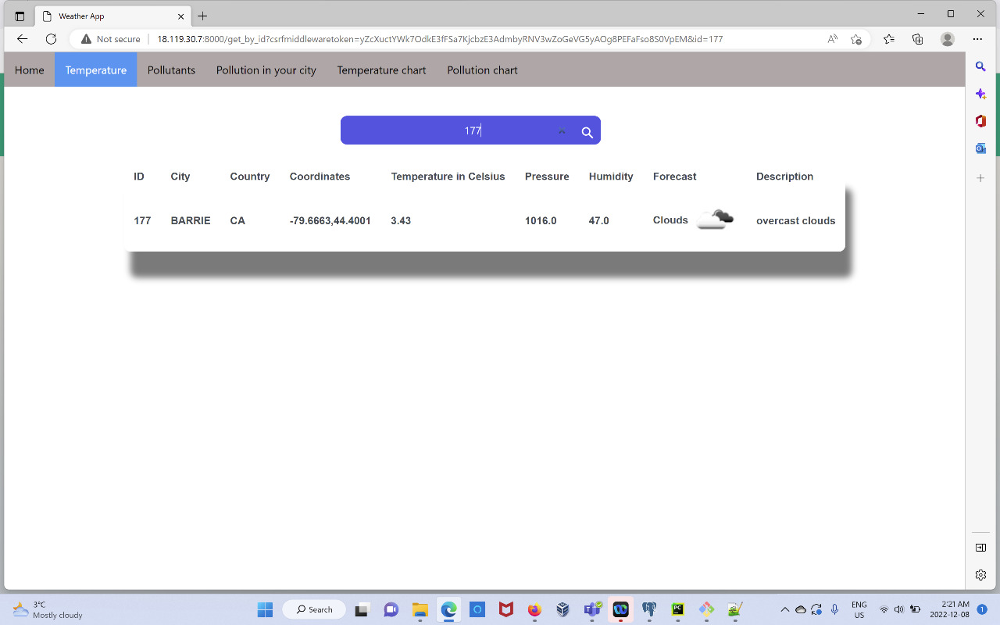 Weather App
Not secure 18.119.30.7:8000/get_by_id?csrfmiddlewaretoken=yZcXuctYWk7OdkE3fFSa7KjcbzE3AdmbyRNV3wZoGeVG5yAOg8PEFaFso8S0VpEM&id=177
Home Temperature Pollutants Pollution in your city Temperature chart Pollution chart
177
ID City Country Coordinates Temperature in Celsius Pressure Humidity Forecast Description
177 BARRIE CA -79.6663,44.4001 3.43 1016.0 47.0 Clouds overcast clouds
3°C
Mostly cloudy
Search
ENG
US
2:21 AM
2022-12-08
1